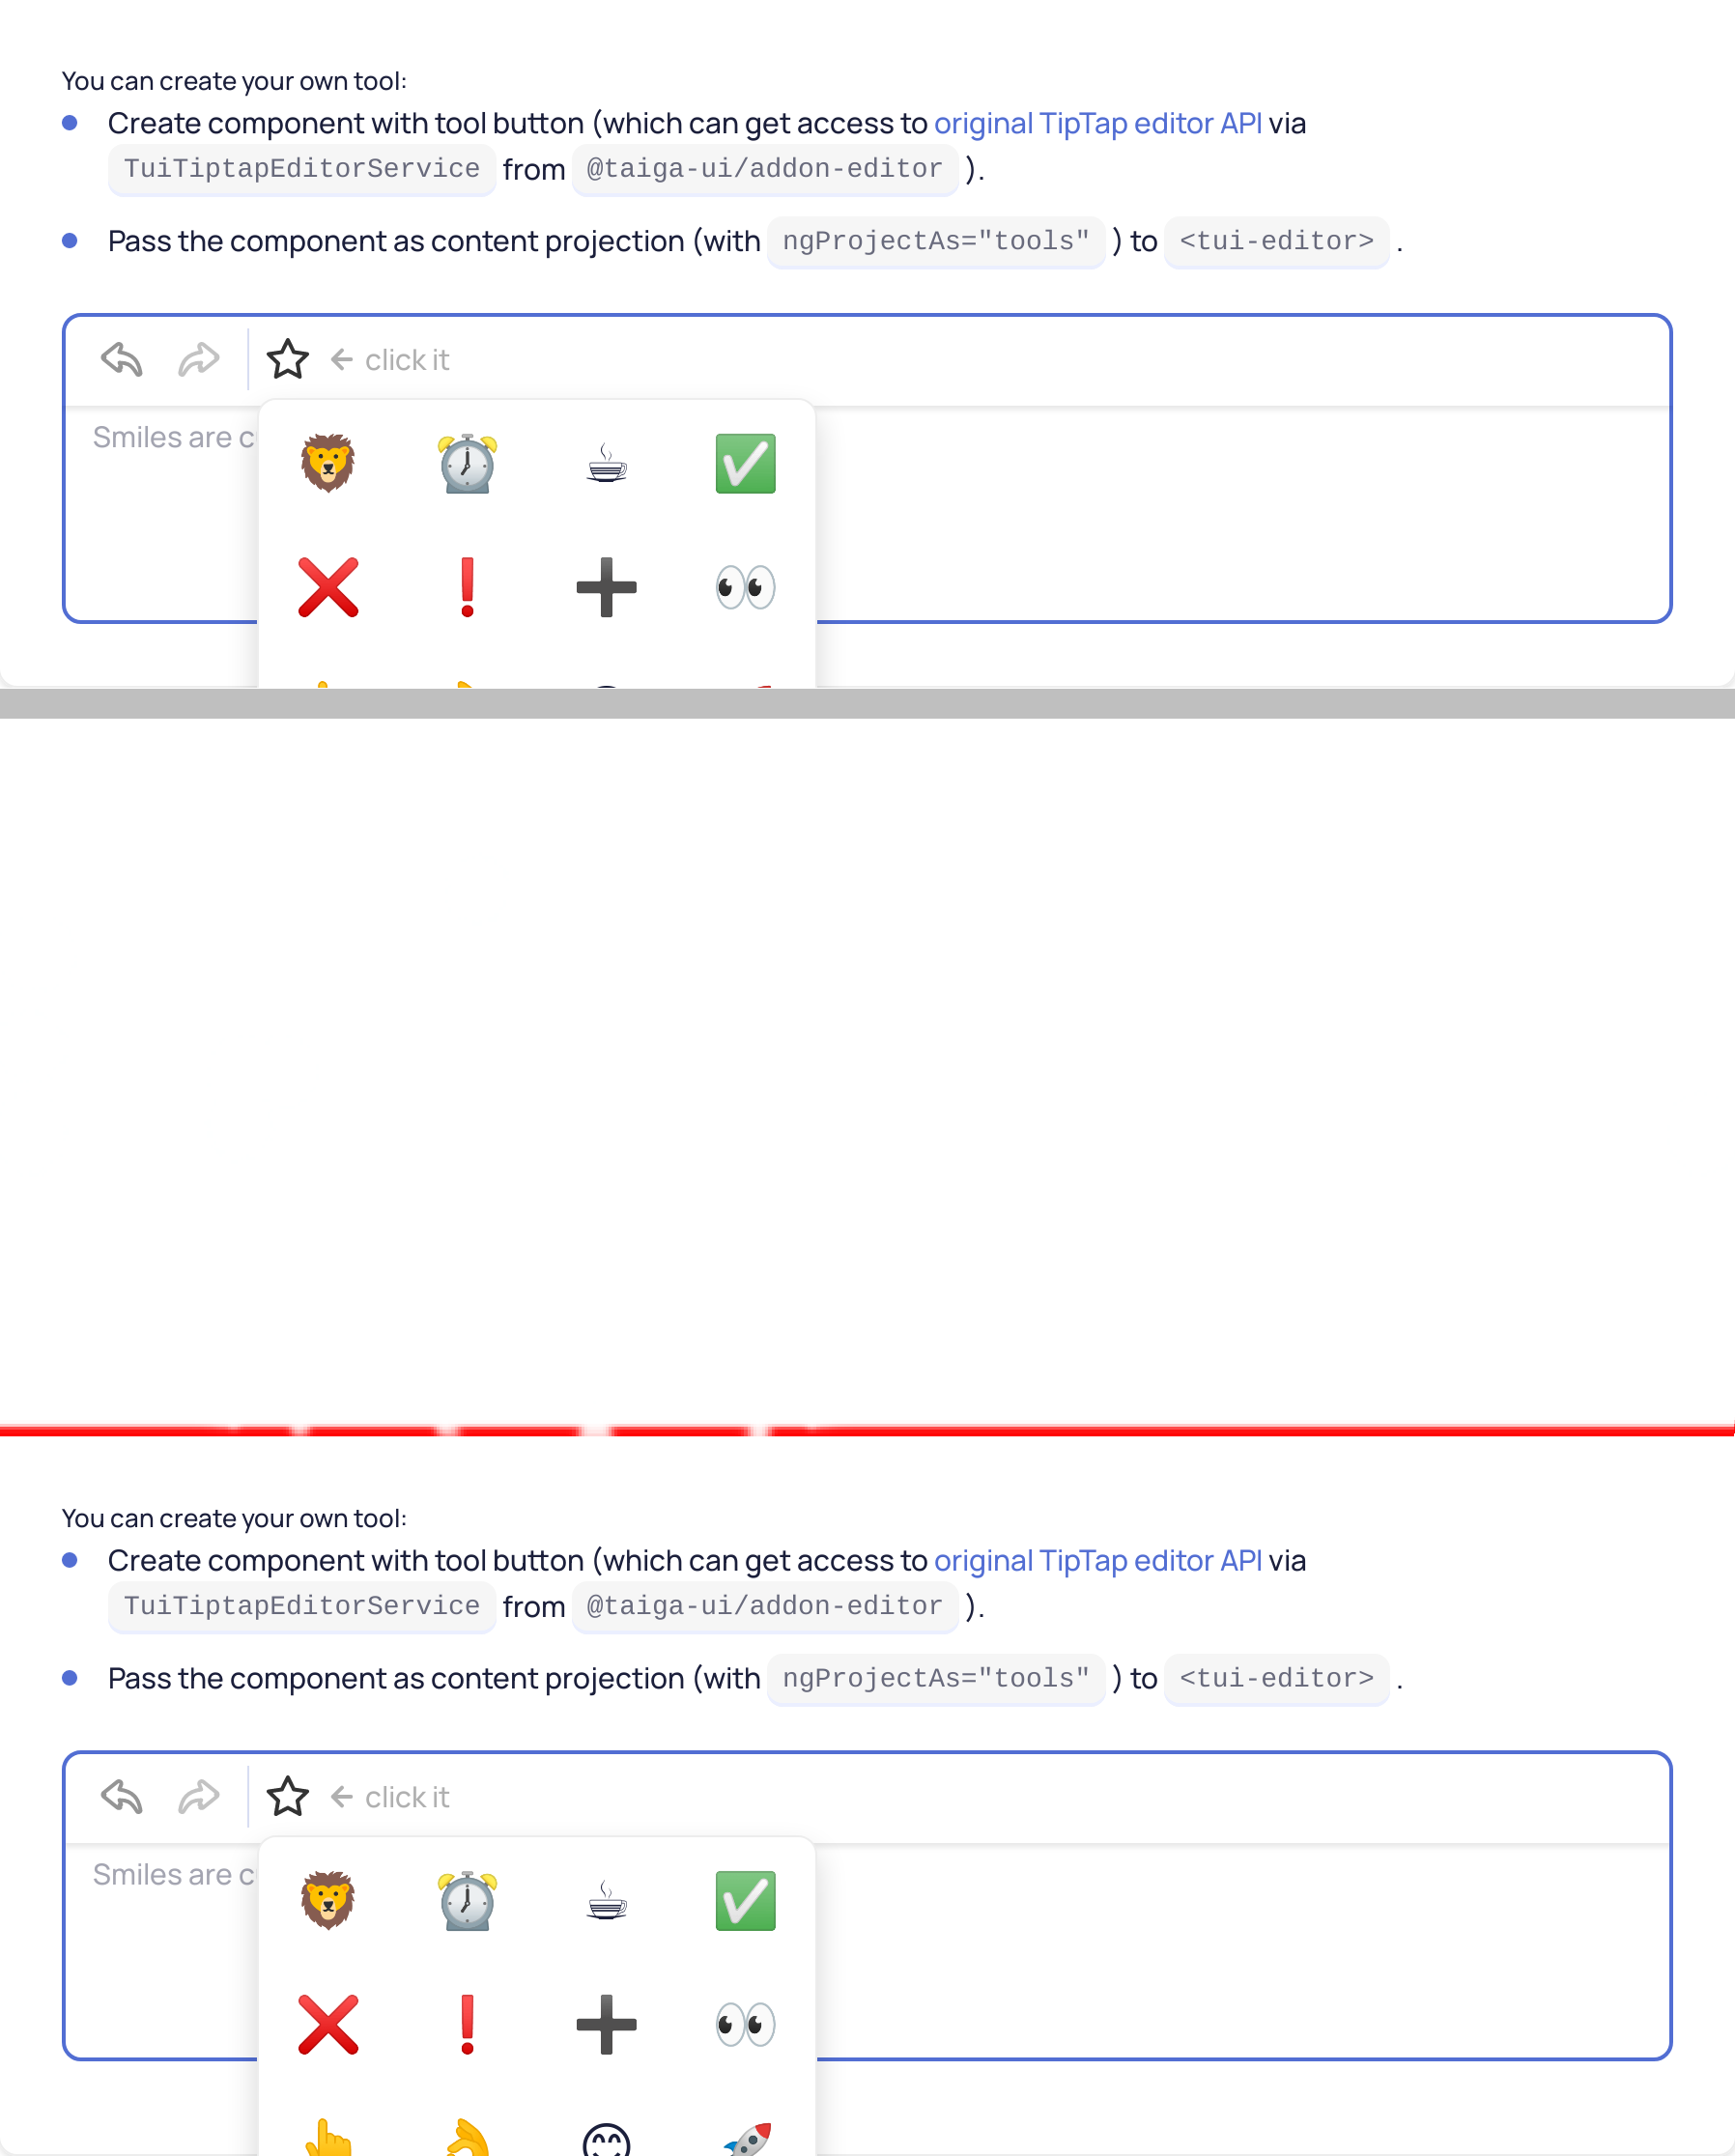 You can create your own tool:
Create component with tool button (which can get access to original TipTap editor API via
TuiTiptapEditorService from @taiga-ui/addon-editor ).
Pass the component as content projection (with ngProjectAs="tools" ) to <tui-editor> .
click it
Smiles are c
You can create your own tool:
Create component with tool button (which can get access to original TipTap editor API via
TuiTiptapEditorService from @taiga-ui/addon-editor ).
Pass the component as content projection (with ngProjectAs="tools" ) to <tui-editor> .
click it
Smiles are c